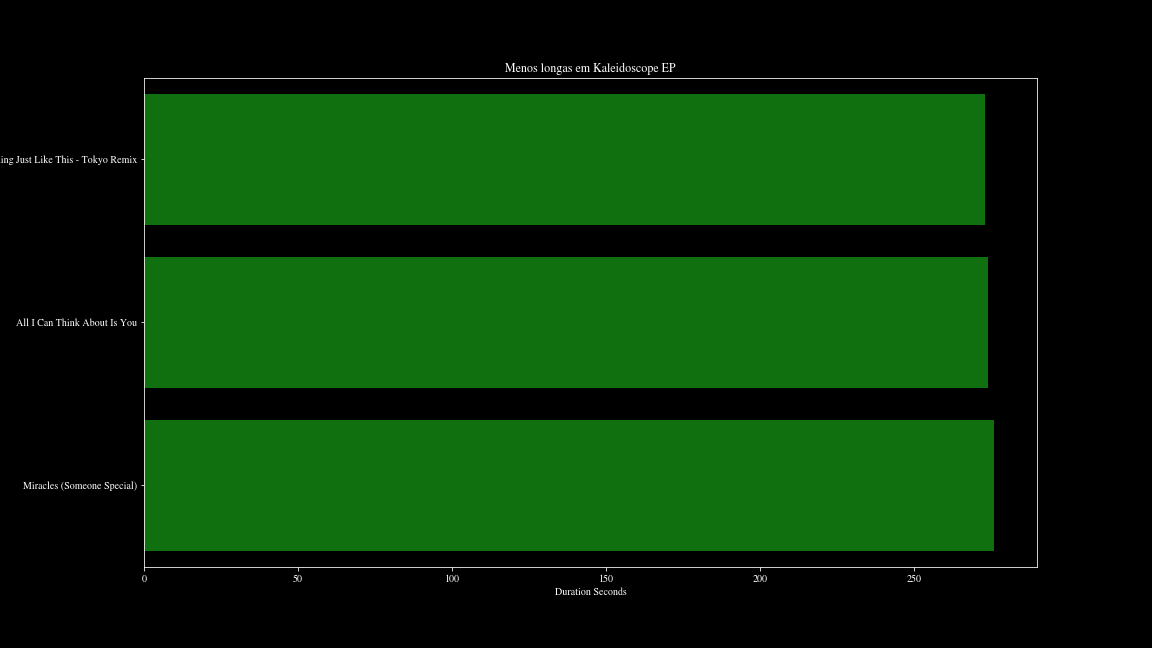 Menos longas em Kaleidoscope EP
Just Like This - Tokyo Remix
All I Can Think About Is You
Miracles (Someone Special)
0 50 100 150 200 250
Duration Seconds